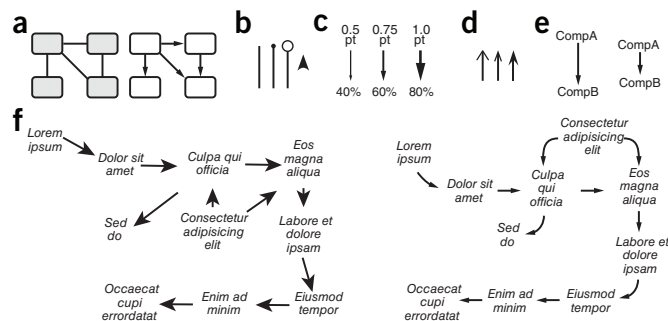 a
b
c
d
e
0.5 0.75 1.0
pt pt pt
40% 60% 80%
CompA
CompB
CompA
CompB
f
Lorem
ipsum
Dolor sit
amet
Culpa qui
officia
Eos
magna
aliqua
Sed
do
Consectetur
adipisicing
elit
Labore et
dolore
ipsam
Occaecat
cupi
errordatat
Enim ad
minim
Eiusmod
tempor
Consectetur
adipisicing
elit
Lorem
ipsum
Dolor sit
amet
Culpa
qui
officia
Eos
magna
aliqua
Sed
do
Labore et
dolore
ipsam
Occaecat
cupi
errordatat
Enim ad
minim
Eiusmod
tempor